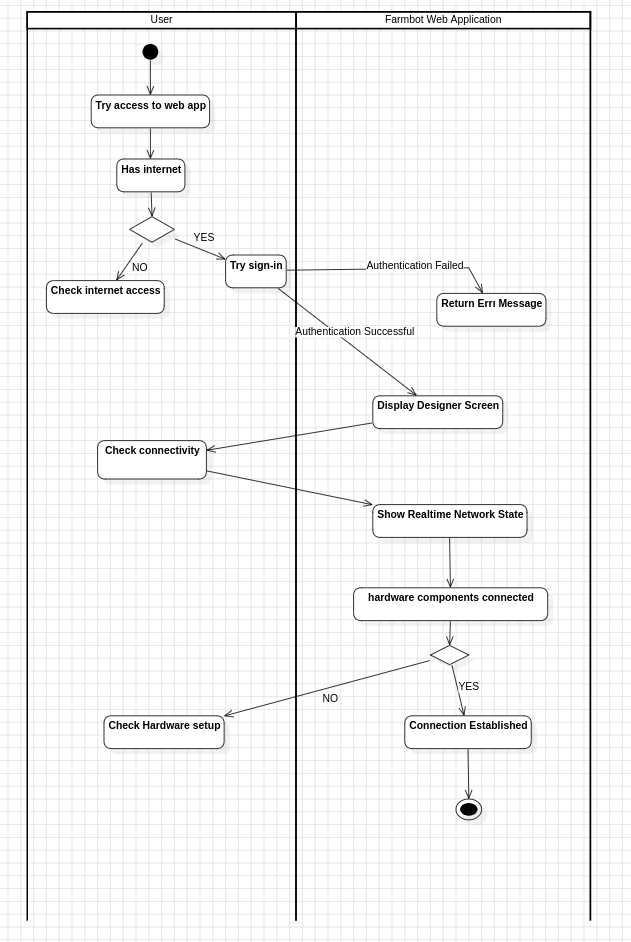 User
Farmbot Web Application
Try access to web app
Has internet
YES
NO
Try sign-in
Authentication Failed
Check internet access
Return Errı Message
Authentication Successful
Display Designer Screen
Check connectivity
Show Realtime Network State
hardware components connected
YES
NO
Check Hardware setup
Connection Established